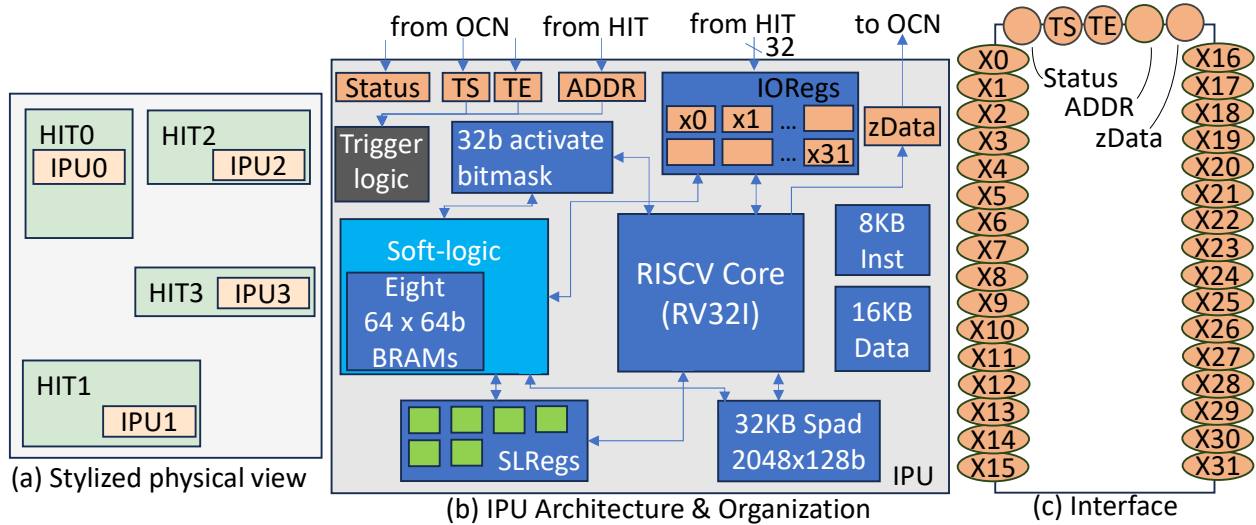 HIT0
IPU0
HIT2
IPU2
HIT3
IPU3
HIT1
IPU1
(a) Stylized physical view
from OCN
from HIT
from HIT
32
to OCN
Status
TS
TE
ADDR
IORegs
x0
x1
...
...
x31
zData
Trigger
logic
32b activate
bitmask
Soft-logic
Eight
64 x 64b
BRAMs
RISCV Core
(RV32I)
8KB
Inst
16KB
Data
SLRegs
32KB Spad
2048x128b
IPU
(b) IPU Architecture & Organization
TS
TE
Status
ADDR
zData
X0
X1
X2
X3
X4
X5
X6
X7
X8
X9
X10
X11
X12
X13
X14
X15
X16
X17
X18
X19
X20
X21
X22
X23
X24
X25
X26
X27
X28
X29
X30
X31
(c) Interface